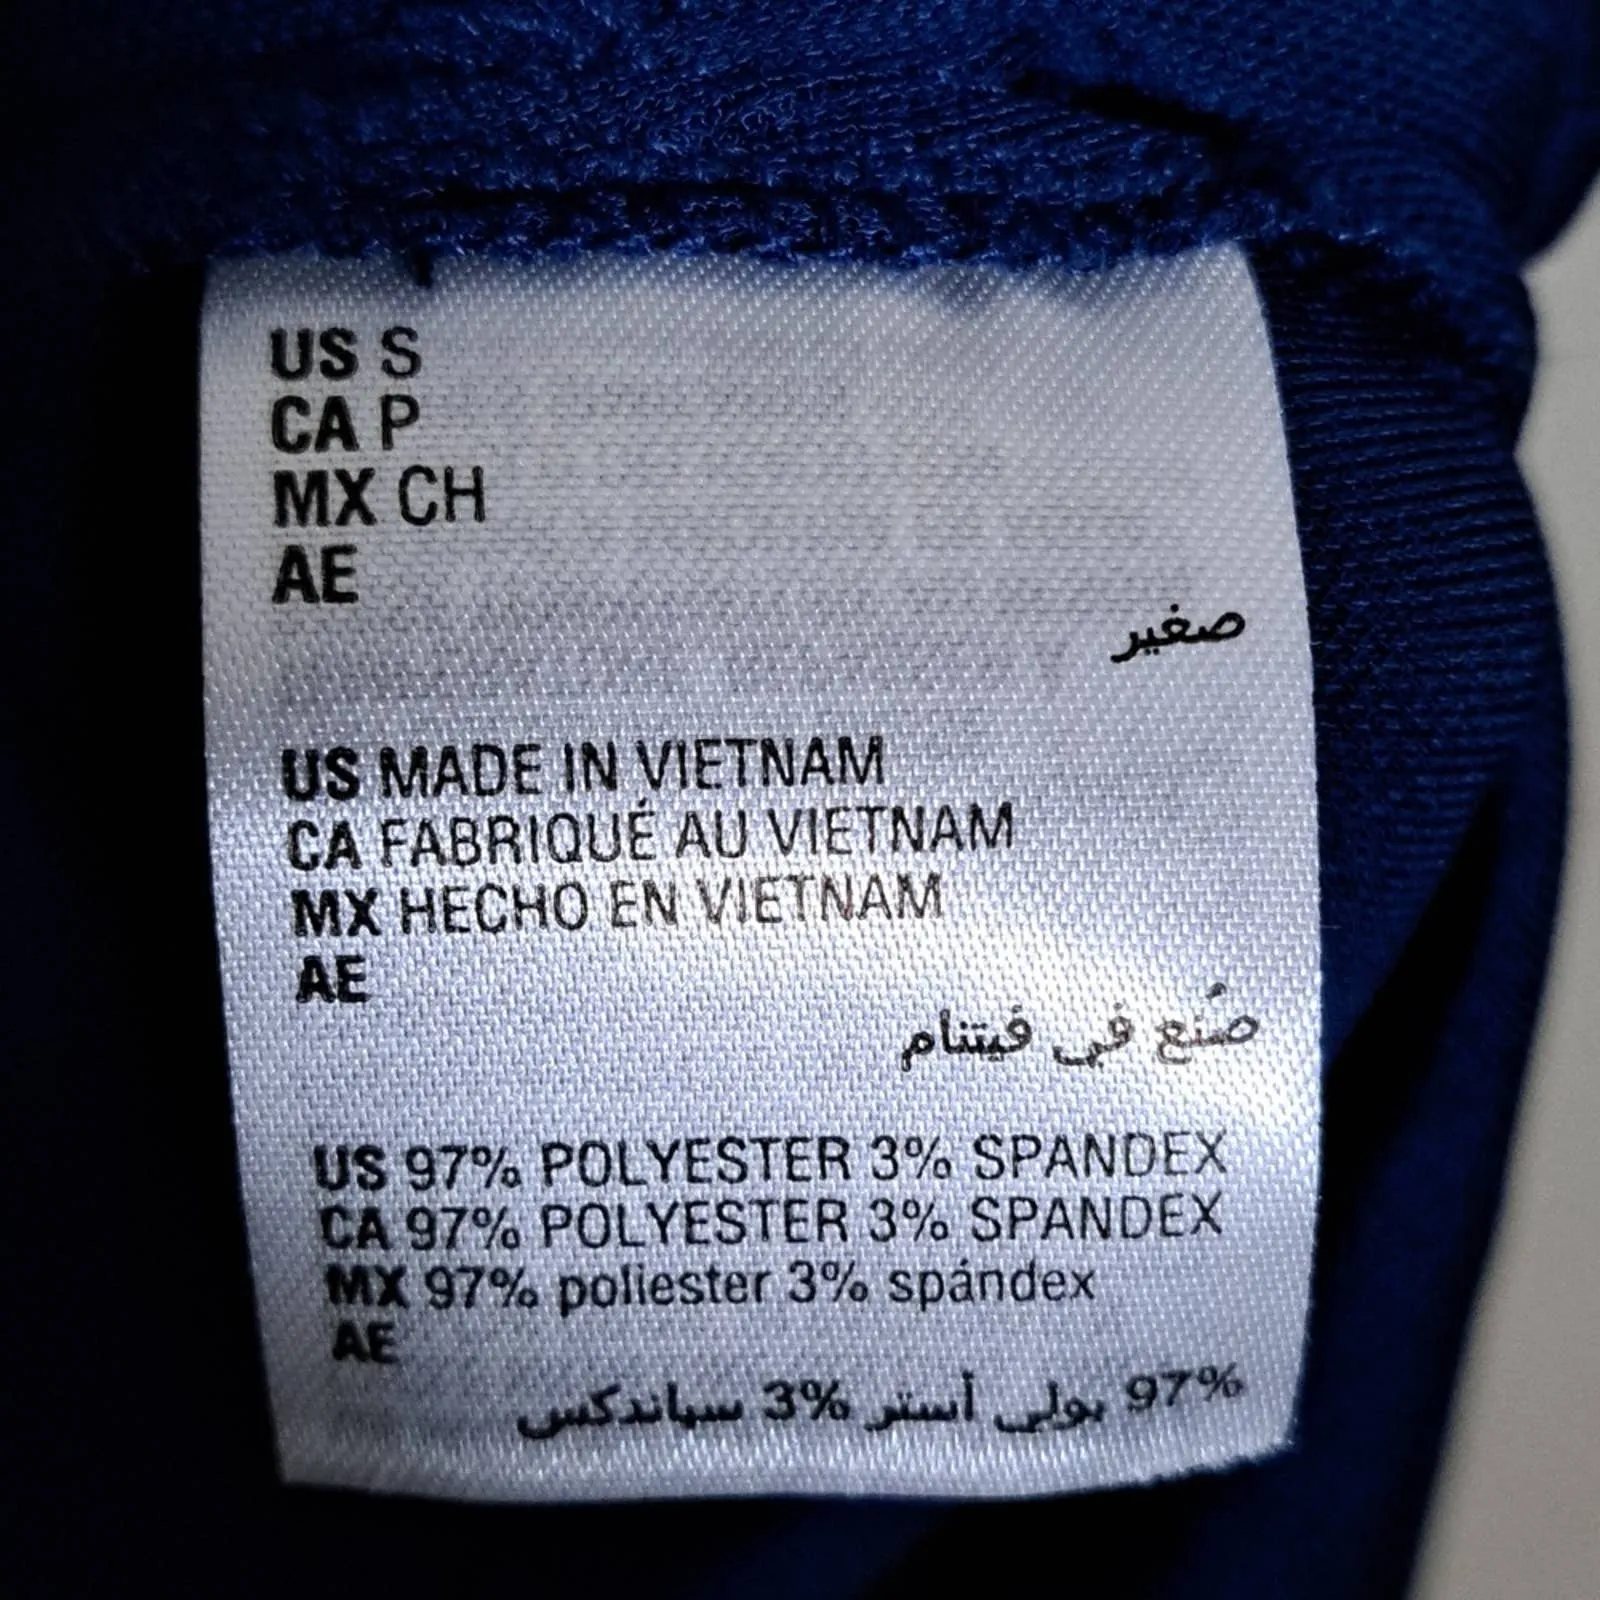 US S
CA P
MX CH
AE
صغير
US MADE IN VIETNAM
CA FABRIQUÉ AU VIETNAM
MX HECHO EN VIETNAM
AE
صُنع في فيتنام
US 97% POLYESTER 3% SPANDEX
CA 97% POLYESTER 3% SPANDEX
MX 97% poliester 3% spándex
AE
97% بولي أستر 3% سباندكس